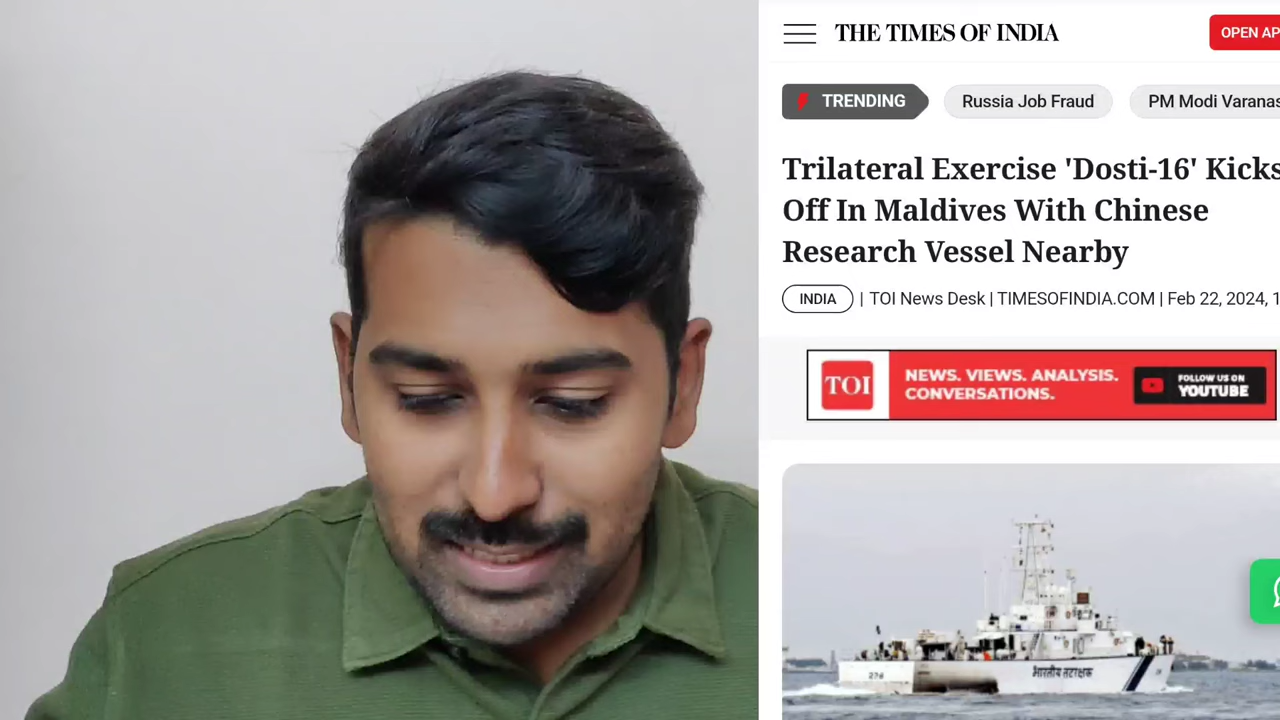 THE TIMES OF INDIA
OPEN AP
TRENDING
Russia Job Fraud
PM Modi Varanas
Trilateral Exercise 'Dosti-16' Kicks
Off In Maldives With Chinese
Research Vessel Nearby
INDIA | TOI News Desk | TIMESOFINDIA.COM | Feb 22, 2024, 1
TOI
NEWS. VIEWS. ANALYSIS.
CONVERSATIONS.
FOLLOW US ON
YOUTUBE
276
भारतीय तटरक्षक